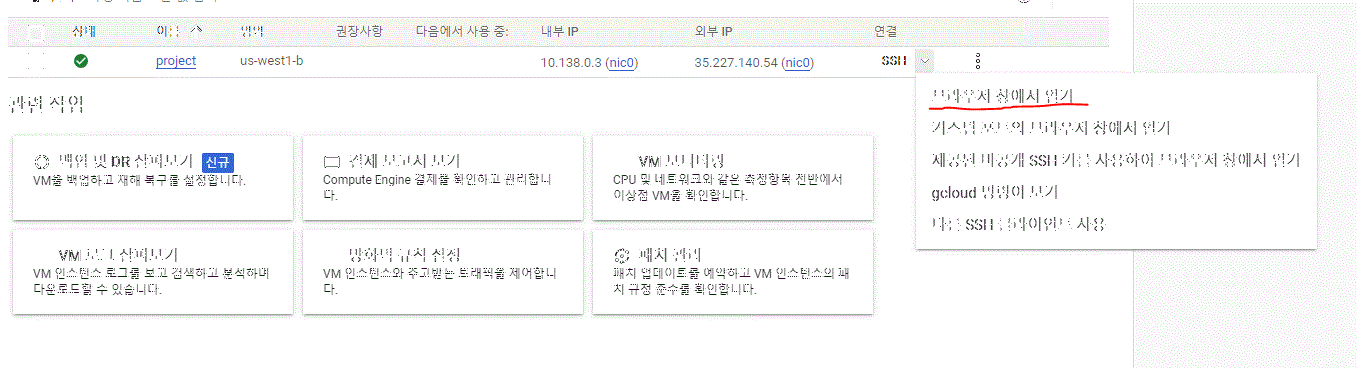 상태 이름 영역 권장사항 다음에서 사용 중: 내부 IP 외부 IP 연결
project us-west1-b 10.138.0.3 (nic0) 35.227.140.54 (nic0) SSH
브라우저 창에서 열기
커스텀 포트의 브라우저 창에서 열기
제공된 비공개 SSH 키를 사용하여 브라우저 창에서 열기
gcloud 명령어 보기
다른 SSH 클라이언트 사용
관련 작업
백업 및 DR 살펴보기 신규
VM을 백업하고 재해 복구를 설정합니다.
결제 보고서 보기
Compute Engine 결제를 확인하고 관리합니
다.
VM 모니터링
CPU 및 네트워크와 같은 측정항목 전반에서
이상점 VM을 확인합니다.
VM 로그 살펴보기
VM 인스턴스 로그를 보고 검색하고 분석하며
다운로드할 수 있습니다.
방화벽 규칙 설정
VM 인스턴스와 주고받는 트래픽을 제어합니
다.
패치 관리
패치 업데이트를 예약하고 VM 인스턴스의 패
치 규정 준수를 확인합니다.